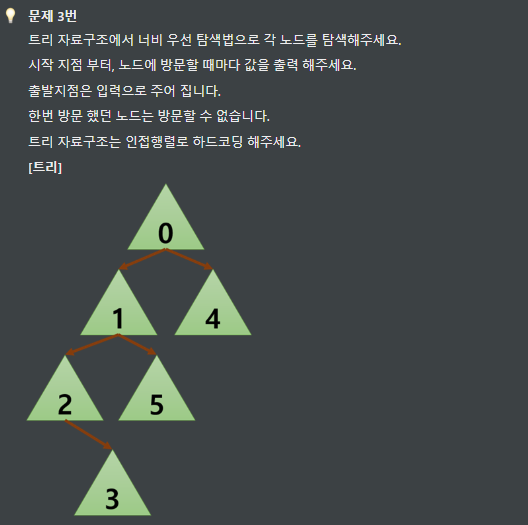 문제 3번
트리 자료구조에서 너비 우선 탐색법으로 각 노드를 탐색해주세요.
시작 지점 부터, 노드에 방문할 때마다 값을 출력 해주세요.
출발지점은 입력으로 주어 집니다.
한번 방문 했던 노드는 방문할 수 없습니다.
트리 자료구조는 인접행렬로 하드코딩 해주세요.
[트리]
0
1 4
2 5
3